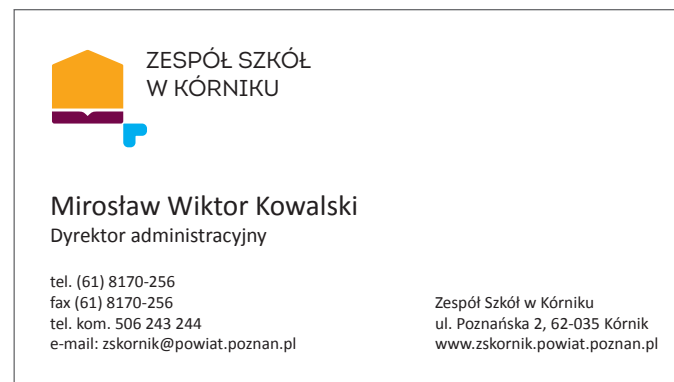 ZESPÓŁ SZKÓŁ
W KÓRNIKU
Mirosław Wiktor Kowalski
Dyrektor administracyjny
tel. (61) 8170-256
fax (61) 8170-256
tel. kom. 506 243 244
e-mail: zskornik@powiat.poznan.pl
Zespół Szkół w Kórniku
ul. Poznańska 2, 62-035 Kórnik
www.zskornik.powiat.poznan.pl